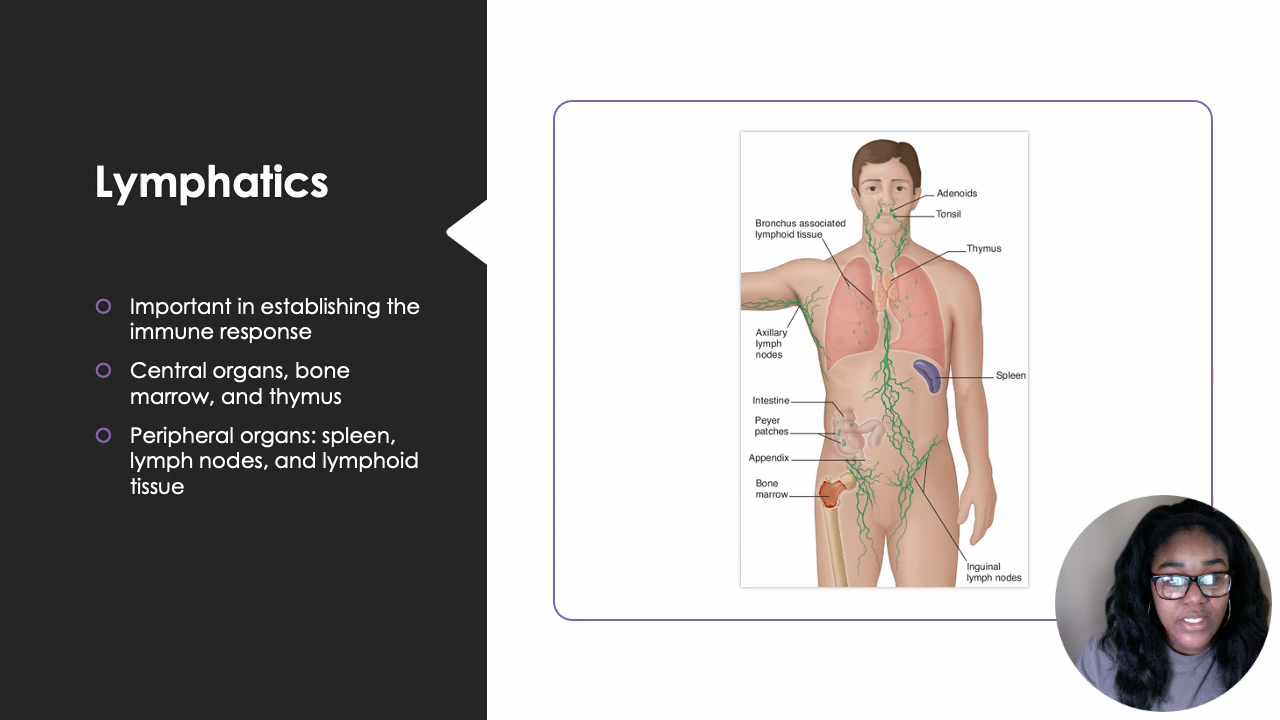 Lymphatics
Important in establishing the
immune response
Central organs, bone
marrow, and thymus
Peripheral organs: spleen,
lymph nodes, and lymphoid
tissue
Adenoids
Tonsil
Bronchus associated
lymphoid tissue
Thymus
Axillary
lymph
nodes
Spleen
Intestine
Peyer
patches
Appendix
Bone
marrow
Inguinal
lymph nodes